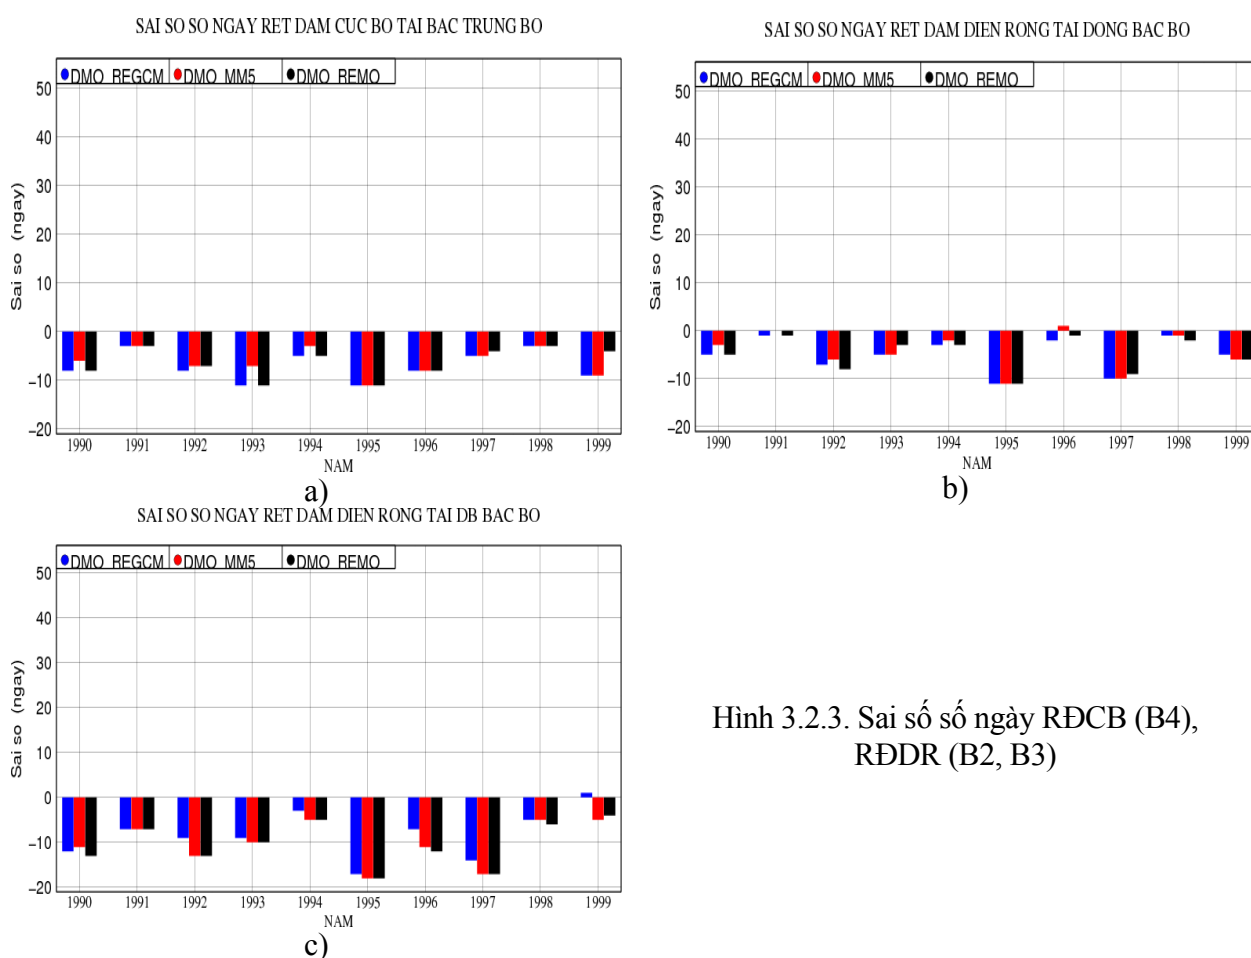 SAI SO SO NGAY RET DAM CUC BO TAI BAC TRUNG BO
DMO_REGCM DMO_MM5 DMO_REMO
50
40
30
20
10
0
−10
−20
Sai so (ngay)
1990 1991 1992 1993 1994 1995 1996 1997 1998 1999
NAM
a)
SAI SO SO NGAY RET DAM DIEN RONG TAI DONG BAC BO
DMO_REGCM DMO_MM5 DMO_REMO
50
40
30
20
10
0
−10
−20
Sai so (ngay)
1990 1991 1992 1993 1994 1995 1996 1997 1998 1999
NAM
b)
SAI SO SO NGAY RET DAM DIEN RONG TAI DB BAC BO
DMO_REGCM DMO_MM5 DMO_REMO
50
40
30
20
10
0
−10
−20
Sai so (ngay)
1990 1991 1992 1993 1994 1995 1996 1997 1998 1999
NAM
c)
Hình 3.2.3. Sai số số ngày RĐCB (B4),
RĐDR (B2, B3)